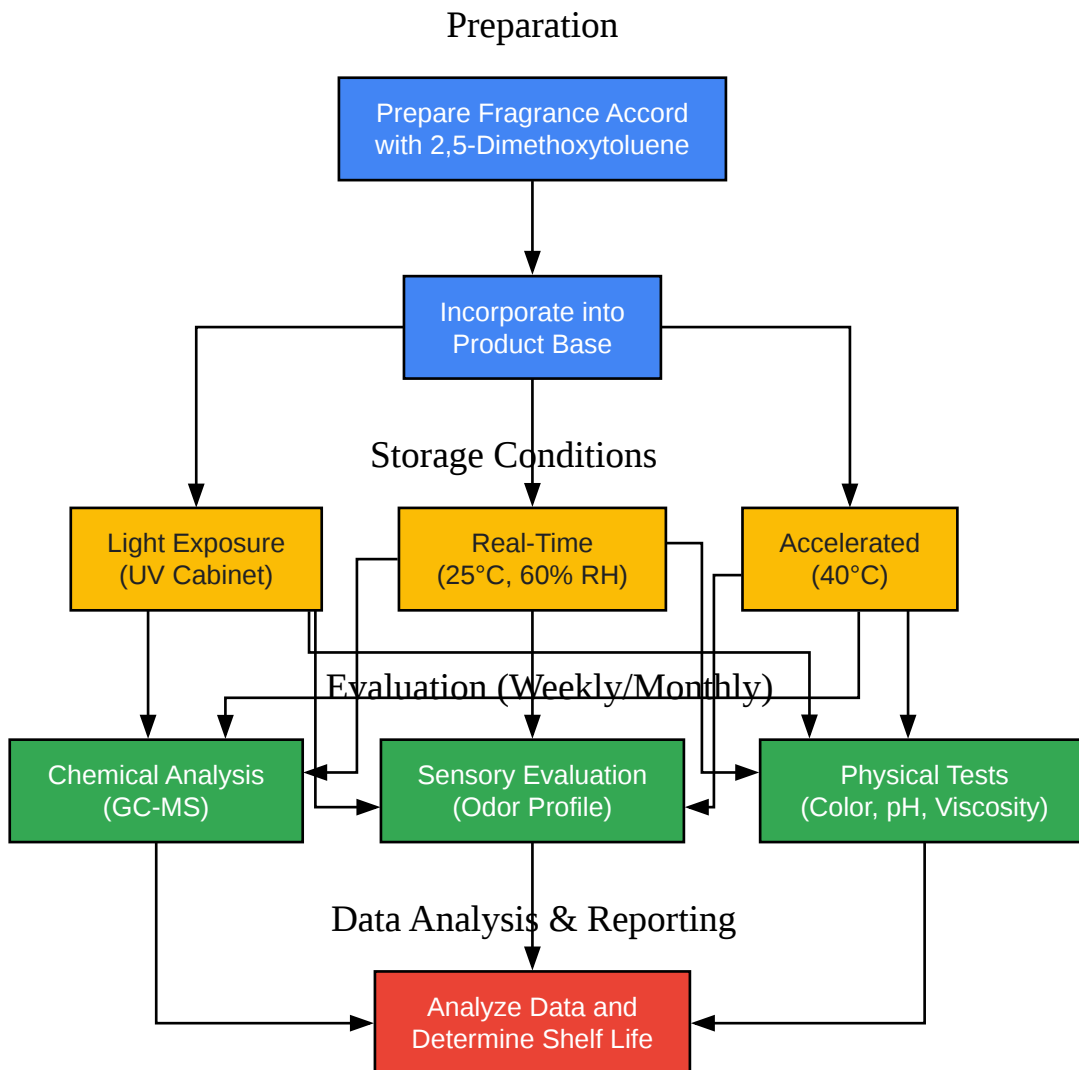 Preparation
Prepare Fragrance Accord
with 2,5-Dimethoxytoluene
Incorporate into
Product Base
Storage Conditions
Light Exposure
(UV Cabinet)
Real-Time
(25°C, 60% RH)
Accelerated
(40°C)
Evaluation (Weekly/Monthly)
Chemical Analysis
(GC-MS)
Sensory Evaluation
(Odor Profile)
Physical Tests
(Color, pH, Viscosity)
Data Analysis & Reporting
Analyze Data and
Determine Shelf Life